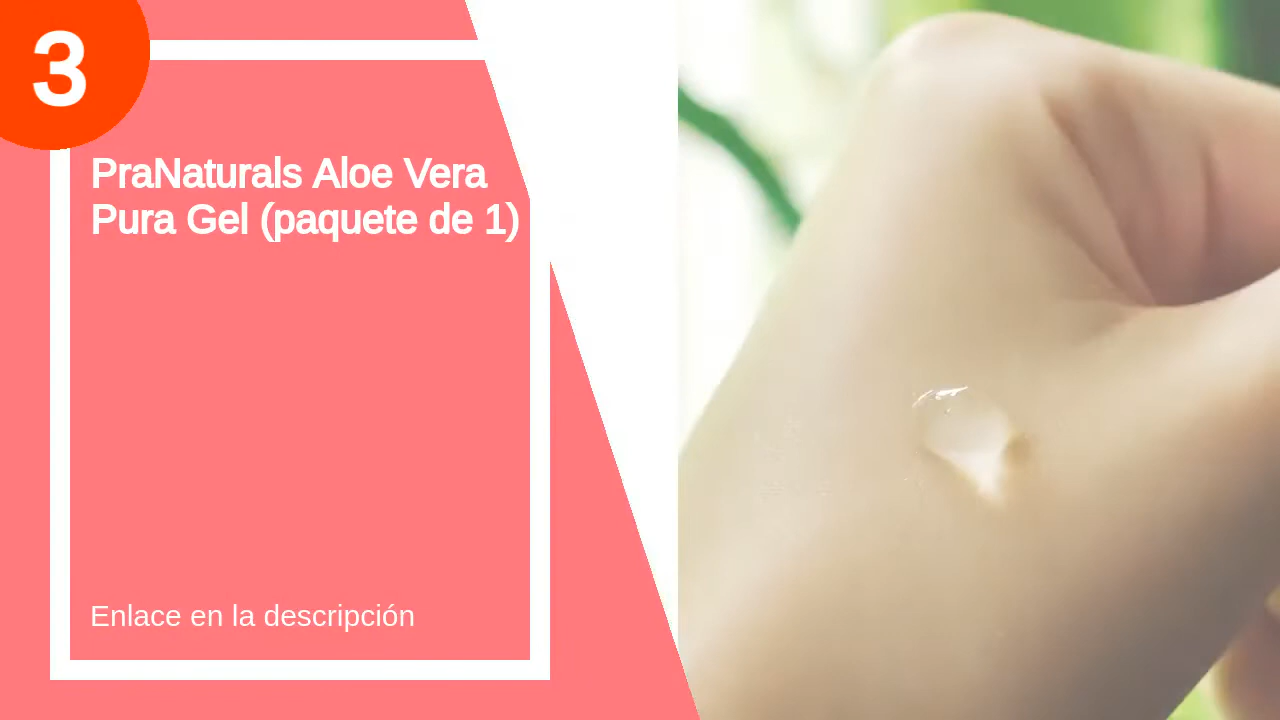 3
PraNaturals Aloe Vera
Pura Gel (paquete de 1)
Enlace en la descripción